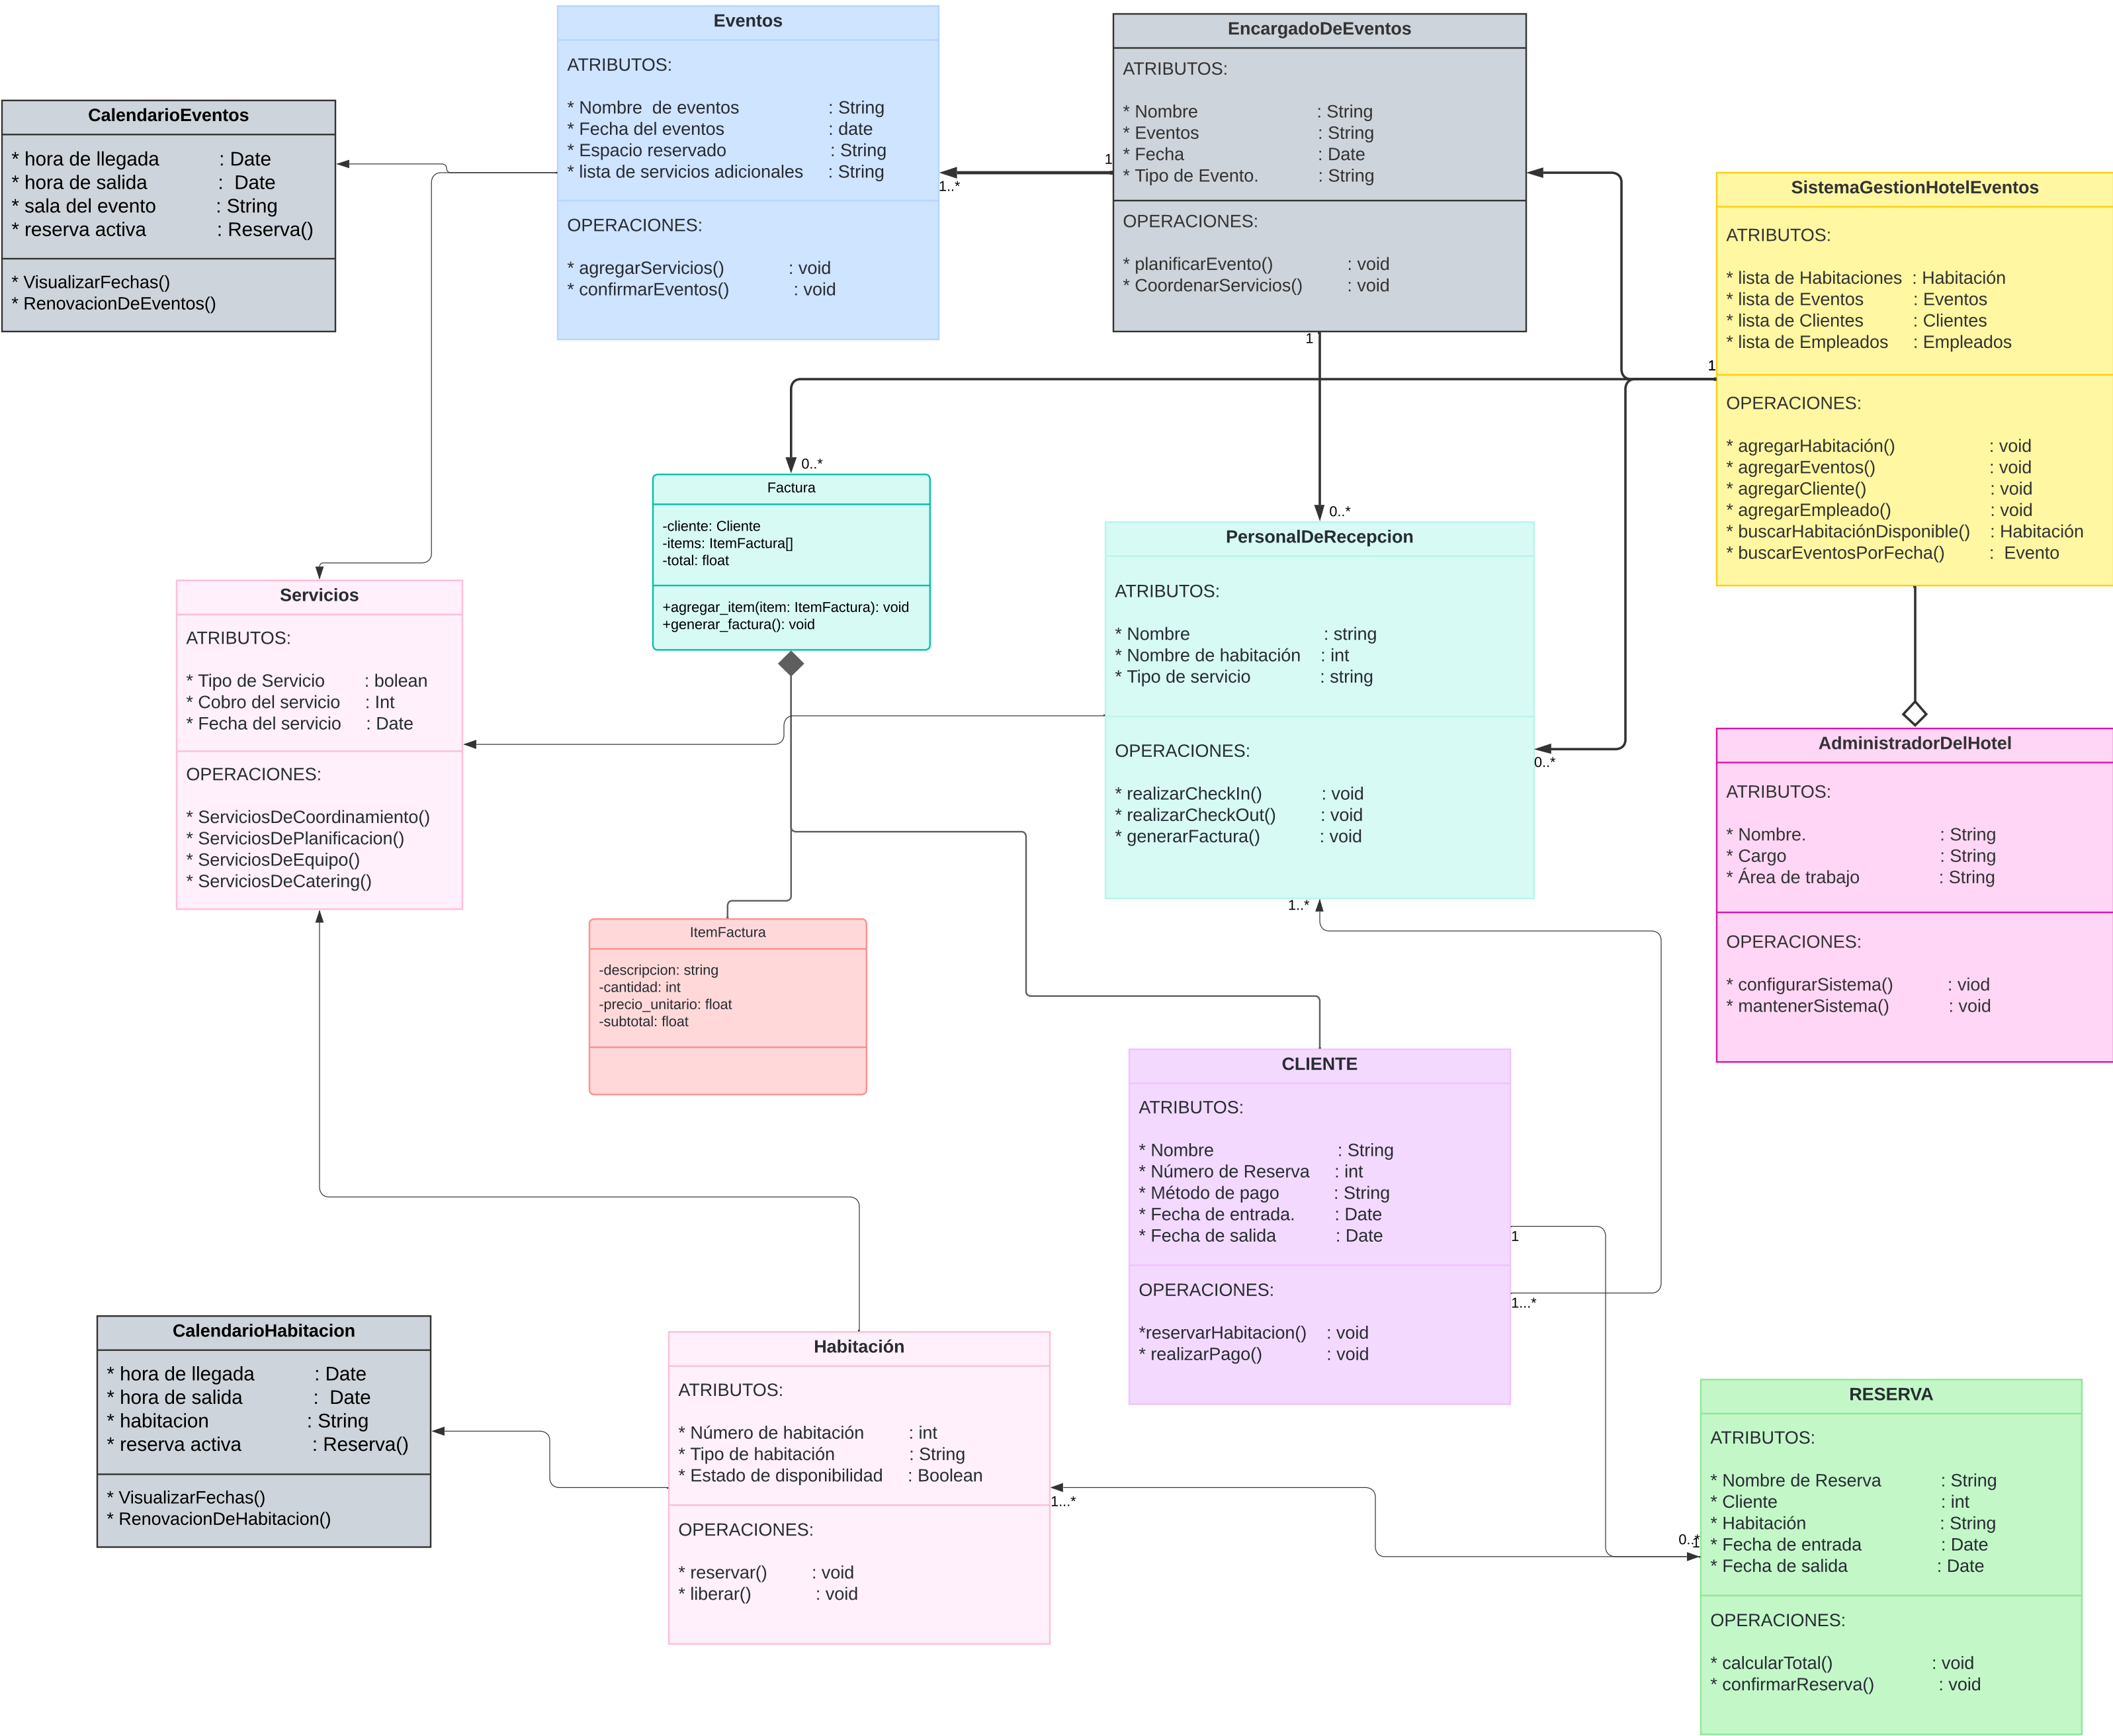 Eventos
ATRIBUTOS:
* Nombre  de eventos : String
* Fecha del eventos : date
* Espacio reservado : String
* lista de servicios adicionales : String
OPERACIONES:
* agregarServicios() : void
* confirmarEventos() : void
EncargadoDeEventos
ATRIBUTOS:
* Nombre : String
* Eventos : String
* Fecha : Date
* Tipo de Evento. : String
OPERACIONES:
* planificarEvento() : void
* CoordenarServicios() : void
CalendarioEventos
* hora de llegada : Date
* hora de salida :  Date
* sala del evento : String
* reserva activa : Reserva()
* VisualizarFechas()
* RenovacionDeEventos()
1
1..*
SistemaGestionHotelEventos
ATRIBUTOS:
* lista de Habitaciones : Habitación
* lista de Eventos : Eventos
* lista de Clientes : Clientes
* lista de Empleados : Empleados
OPERACIONES:
* agregarHabitación() : void
* agregarEventos() : void
* agregarCliente() : void
* agregarEmpleado() : void
* buscarHabitaciónDisponible() : Habitación
* buscarEventosPorFecha() :  Evento
1
1
0..*
0..*
Factura
-cliente: Cliente
-items: ItemFactura[]
-total: float
+agregar_item(item: ItemFactura): void
+generar_factura(): void
PersonalDeRecepcion
ATRIBUTOS:
* Nombre : string
* Nombre de habitación : int
* Tipo de servicio : string
OPERACIONES:
* realizarCheckIn() : void
* realizarCheckOut() : void
* generarFactura() : void
0..*
1..*
Servicios
ATRIBUTOS:
* Tipo de Servicio : bolean
* Cobro del servicio : Int
* Fecha del servicio : Date
OPERACIONES:
* ServiciosDeCoordinamiento()
* ServiciosDePlanificacion()
* ServiciosDeEquipo()
* ServiciosDeCatering()
AdministradorDelHotel
ATRIBUTOS:
* Nombre. : String
* Cargo : String
* Área de trabajo : String
OPERACIONES:
* configurarSistema() : viod
* mantenerSistema() : void
ItemFactura
-descripcion: string
-cantidad: int
-precio_unitario: float
-subtotal: float
CLIENTE
ATRIBUTOS:
* Nombre : String
* Número de Reserva : int
* Método de pago : String
* Fecha de entrada. : Date
* Fecha de salida : Date
OPERACIONES:
*reservarHabitacion() : void
* realizarPago() : void
1
1...*
CalendarioHabitacion
* hora de llegada : Date
* hora de salida :  Date
* habitacion : String
* reserva activa : Reserva()
* VisualizarFechas()
* RenovacionDeHabitacion()
Habitación
ATRIBUTOS:
* Número de habitación : int
* Tipo de habitación : String
* Estado de disponibilidad : Boolean
OPERACIONES:
* reservar() : void
* liberar() : void
1...*
0..*
1
RESERVA
ATRIBUTOS:
* Nombre de Reserva : String
* Cliente : int
* Habitación : String
* Fecha de entrada : Date
* Fecha de salida : Date
OPERACIONES:
* calcularTotal() : void
* confirmarReserva() : void